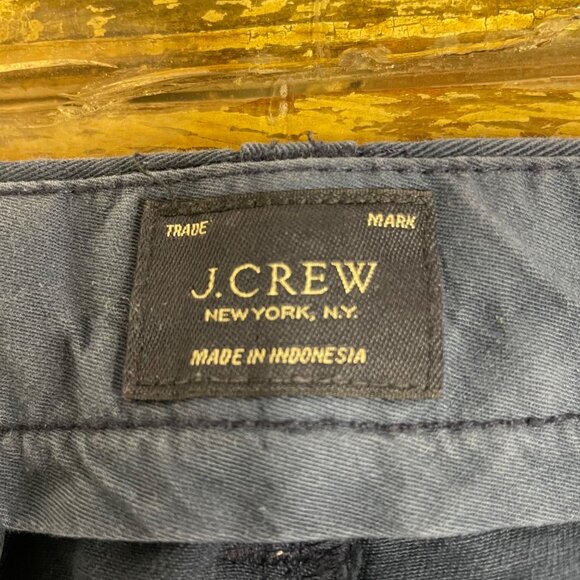 TRADE MARK
J.CREW
NEW YORK, N.Y.
MADE IN INDONESIA